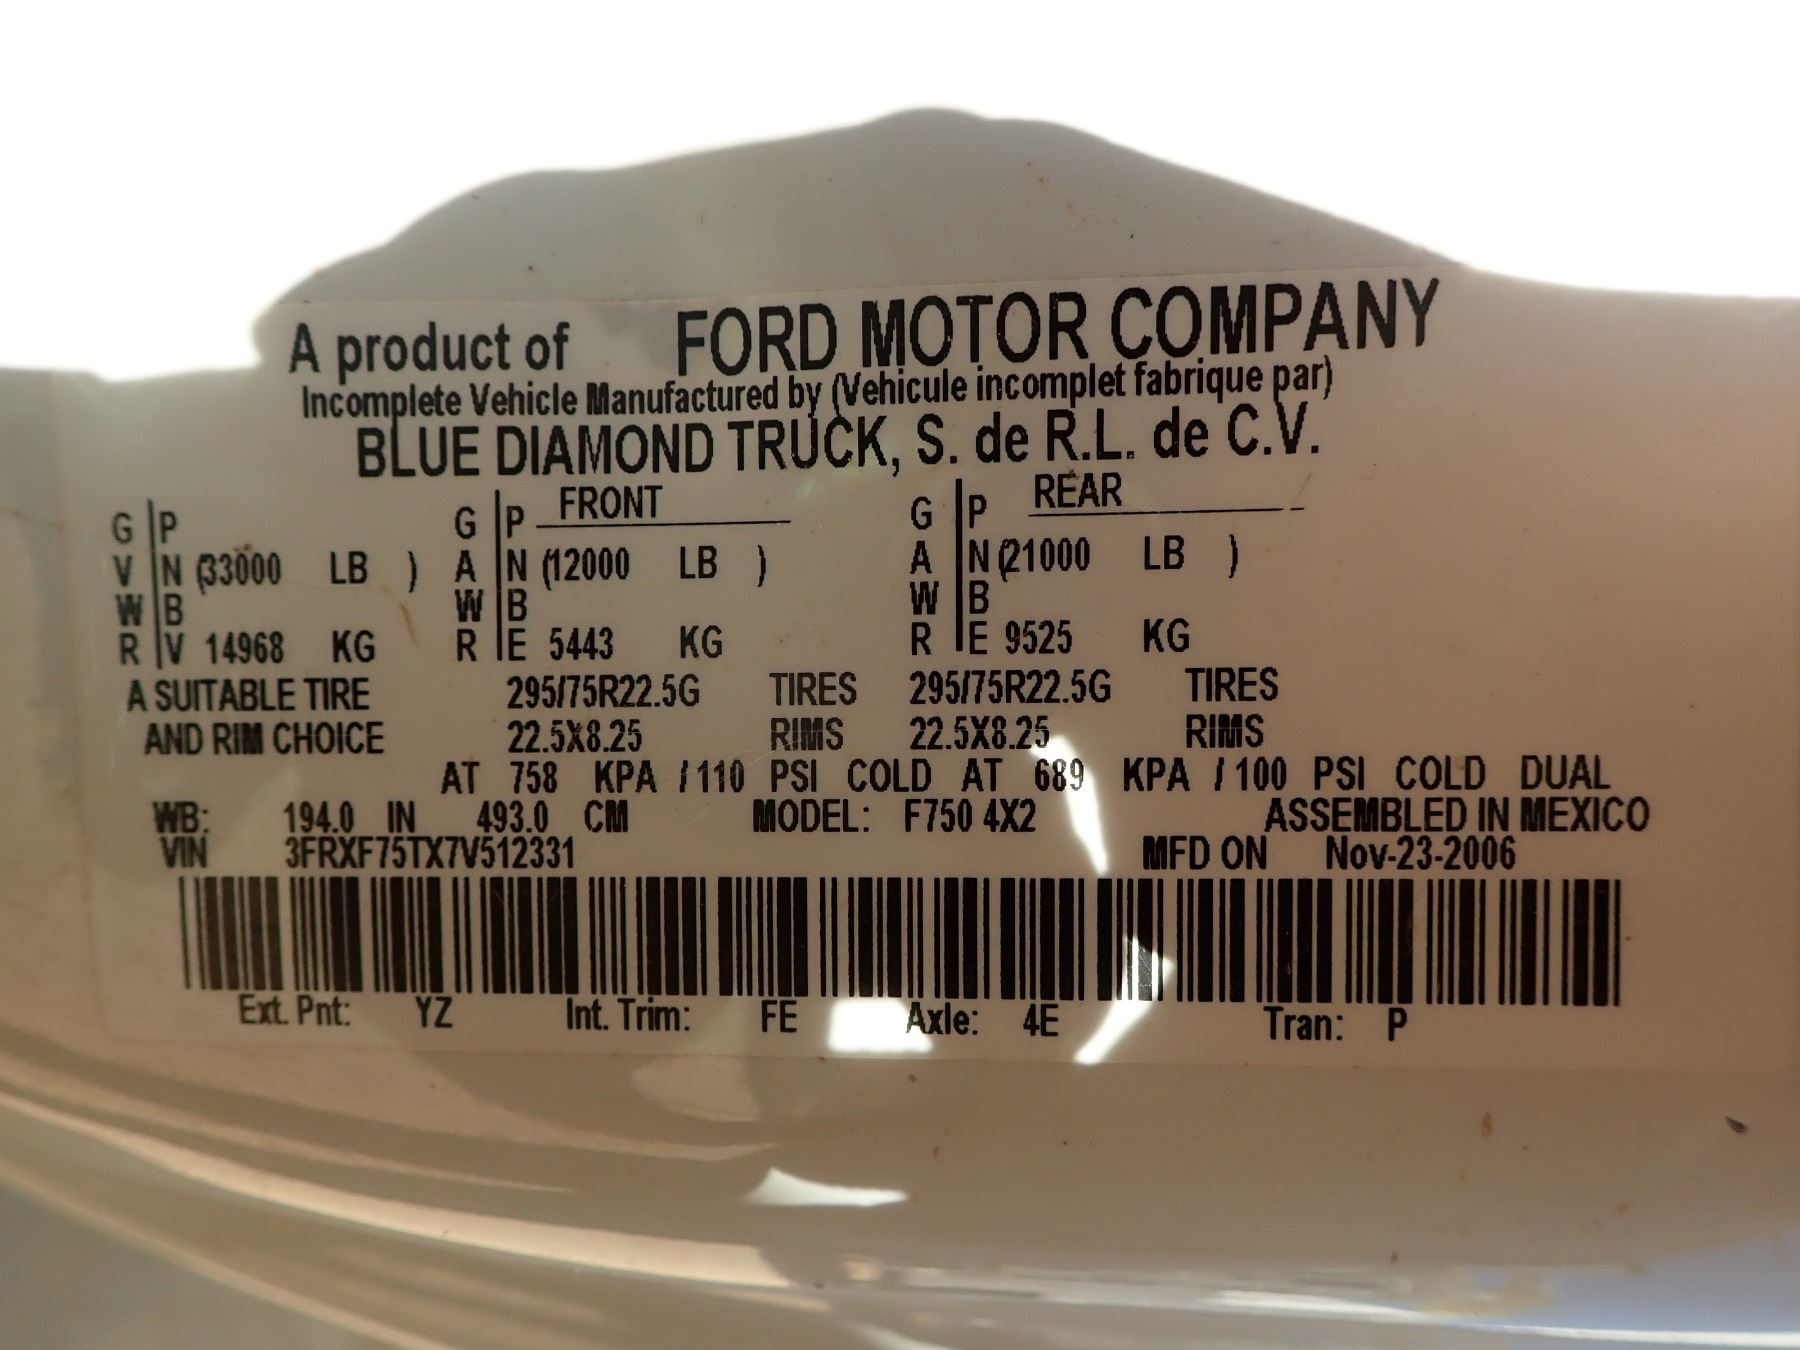 A product of FORD MOTOR COMPANY
Incomplete Vehicle Manufactured by (Vehicule incomplet fabrique par)
BLUE DIAMOND TRUCK, S. de R.L. de C.V.
G P G P FRONT G P REAR
V N (33000 LB ) A N (12000 LB ) A N (21000 LB )
W B W B W B
R V 14968 KG R E 5443 KG R E 9525 KG
A SUITABLE TIRE 295/75R22.5G TIRES 295/75R22.5G TIRES
AND RIM CHOICE 22.5X8.25 RIMS 22.5X8.25 RIMS
AT 758 KPA / 110 PSI COLD AT 689 KPA / 100 PSI COLD DUAL
WB: 194.0 IN 493.0 CM MODEL: F750 4X2 ASSEMBLED IN MEXICO
VIN 3FRXF75TX7V512331 MFD ON Nov-23-2006
Ext. Pnt: YZ Int. Trim: FE Axle: 4E Tran: P